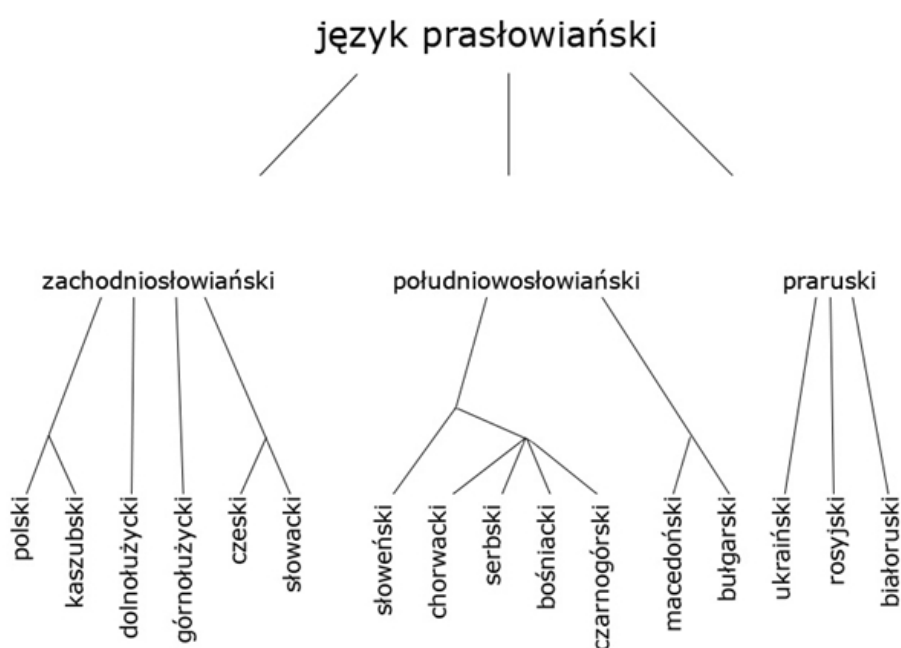 język prasłowiański
zachodniosłowiański
południowosłowiański
praruski
polski
kaszubski
dolnołużycki
górnołużycki
czeski
słowacki
słoweński
chorwacki
serbski
bośniacki
czarnogórski
macedoński
bułgarski
ukraiński
rosyjski
białoruski